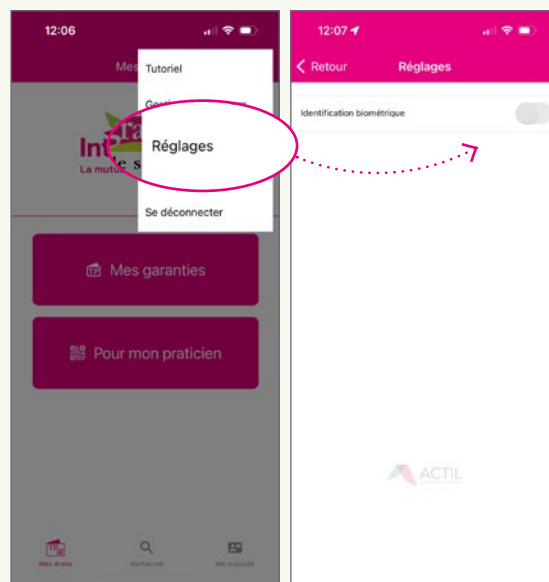 12:06
Mes
Tutoriel
Réglages
Int
La mutu
le s
Se déconnecter
Mes garanties
Pour mon praticien
Mes droits
Recherche
Ma mutuelle
12:07
Retour
Réglages
Identification biométrique
ACTIL